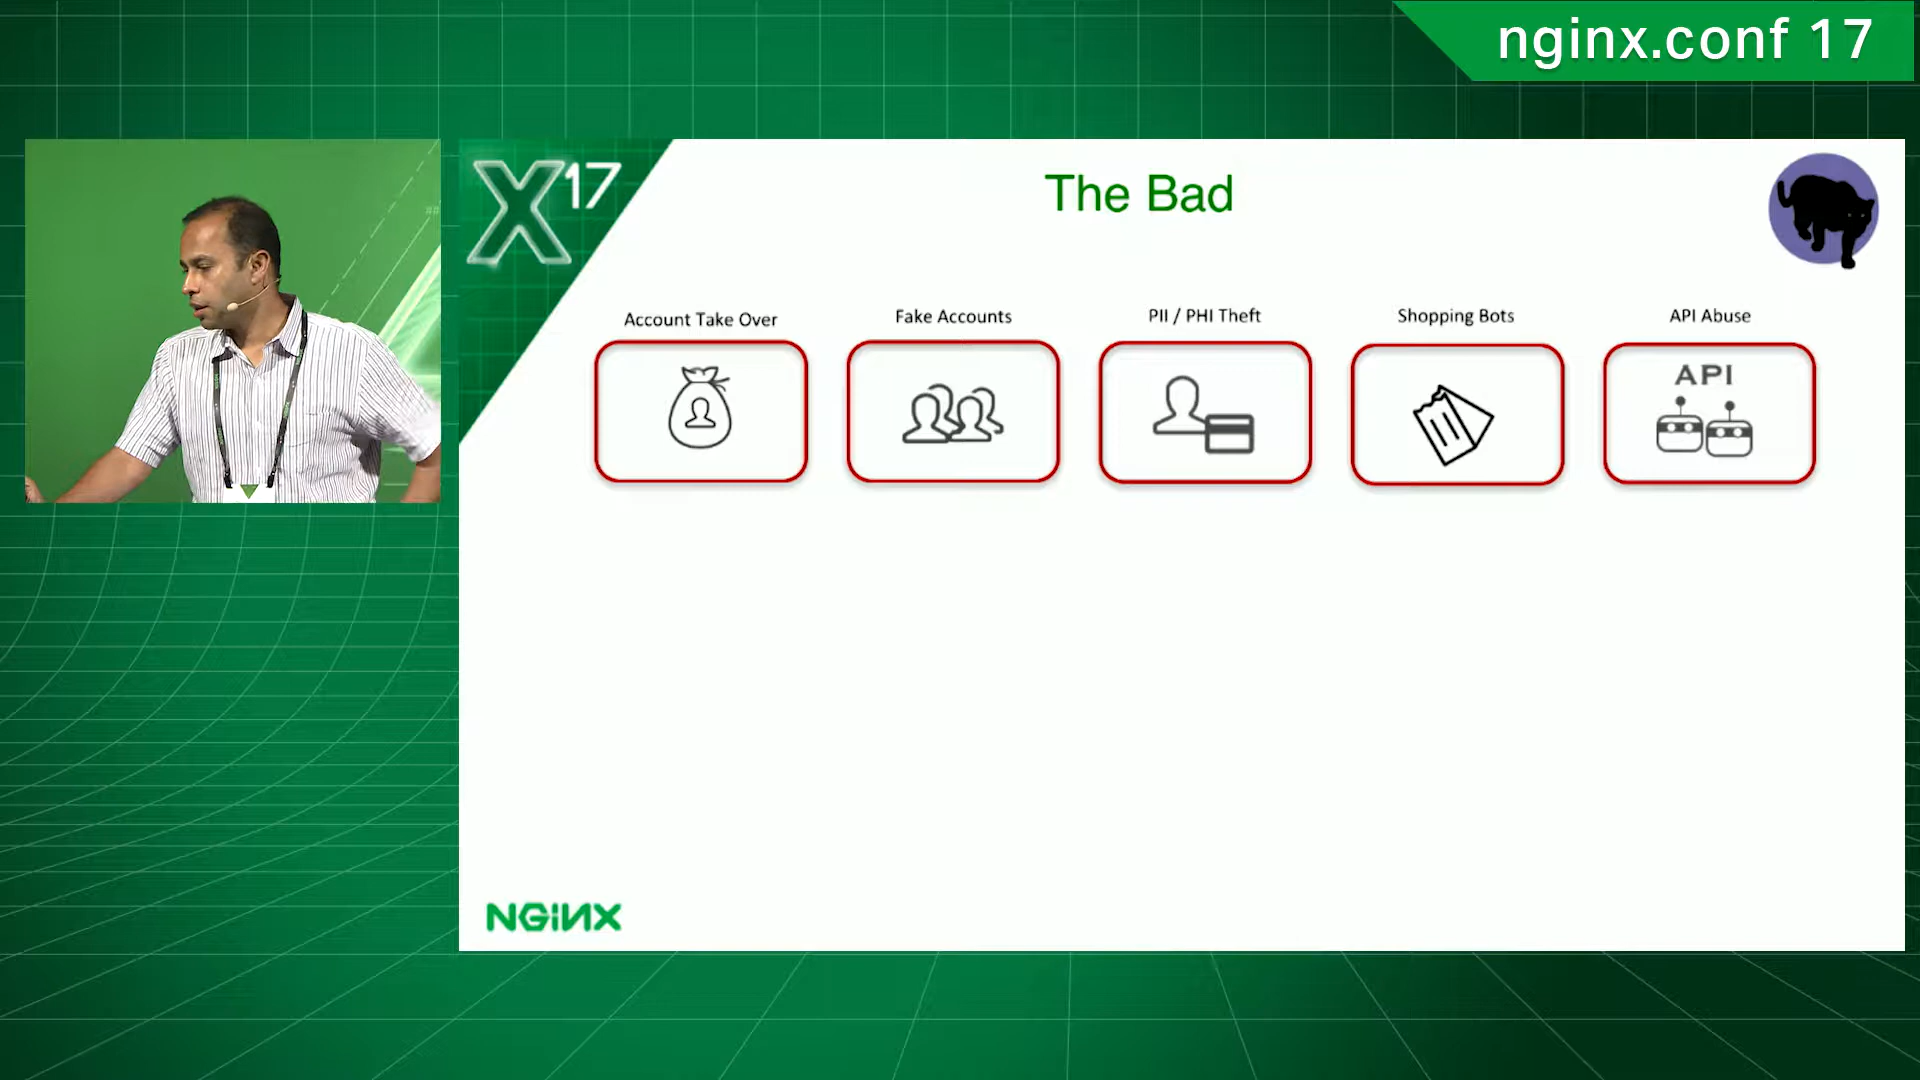 nginx.conf 17
X17
The Bad
Account Take Over
Fake Accounts
PII / PHI Theft
Shopping Bots
API Abuse
API
NGINX